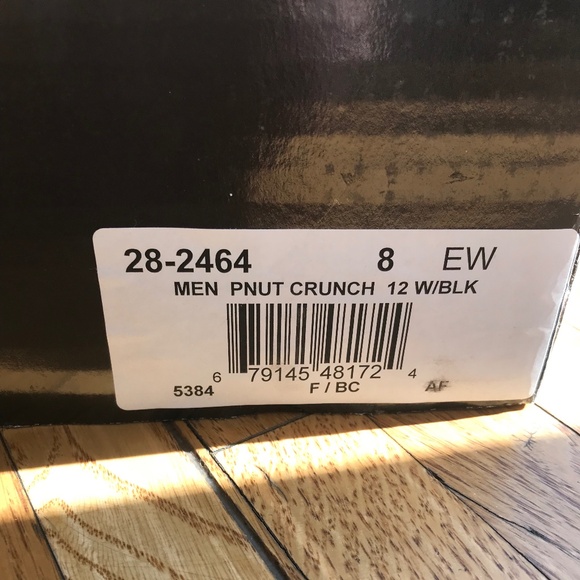 28-2464 8 EW
MEN PNUT CRUNCH 12 W/BLK
6 79145 48172 4
5384 F / BC AF